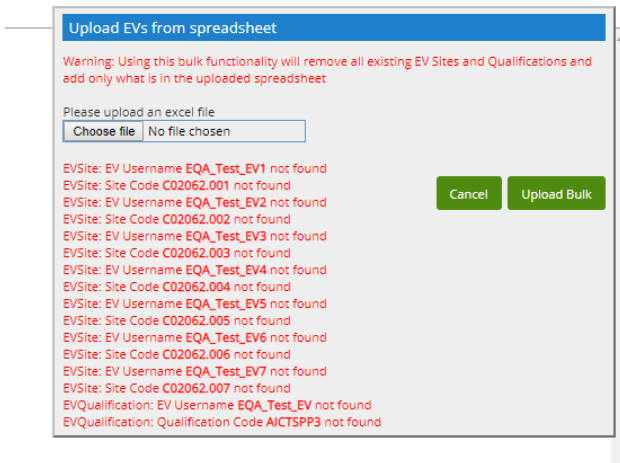 Upload EVs from spreadsheet
Warning: Using this bulk functionality will remove all existing EV Sites and Qualifications and
add only what is in the uploaded spreadsheet
Please upload an excel file
Choose file No file chosen
EVSite: EV Username EQA_Test_EV1 not found
EVSite: Site Code C02062.001 not found
EVSite: EV Username EQA_Test_EV2 not found
EVSite: Site Code C02062.002 not found
EVSite: EV Username EQA_Test_EV3 not found
EVSite: Site Code C02062.003 not found
EVSite: EV Username EQA_Test_EV4 not found
EVSite: Site Code C02062.004 not found
EVSite: EV Username EQA_Test_EV5 not found
EVSite: Site Code C02062.005 not found
EVSite: EV Username EQA_Test_EV6 not found
EVSite: Site Code C02062.006 not found
EVSite: EV Username EQA_Test_EV7 not found
EVSite: Site Code C02062.007 not found
EVQualification: EV Username EQA_Test_EV not found
EVQualification: Qualification Code AICTSPP3 not found
Cancel Upload Bulk